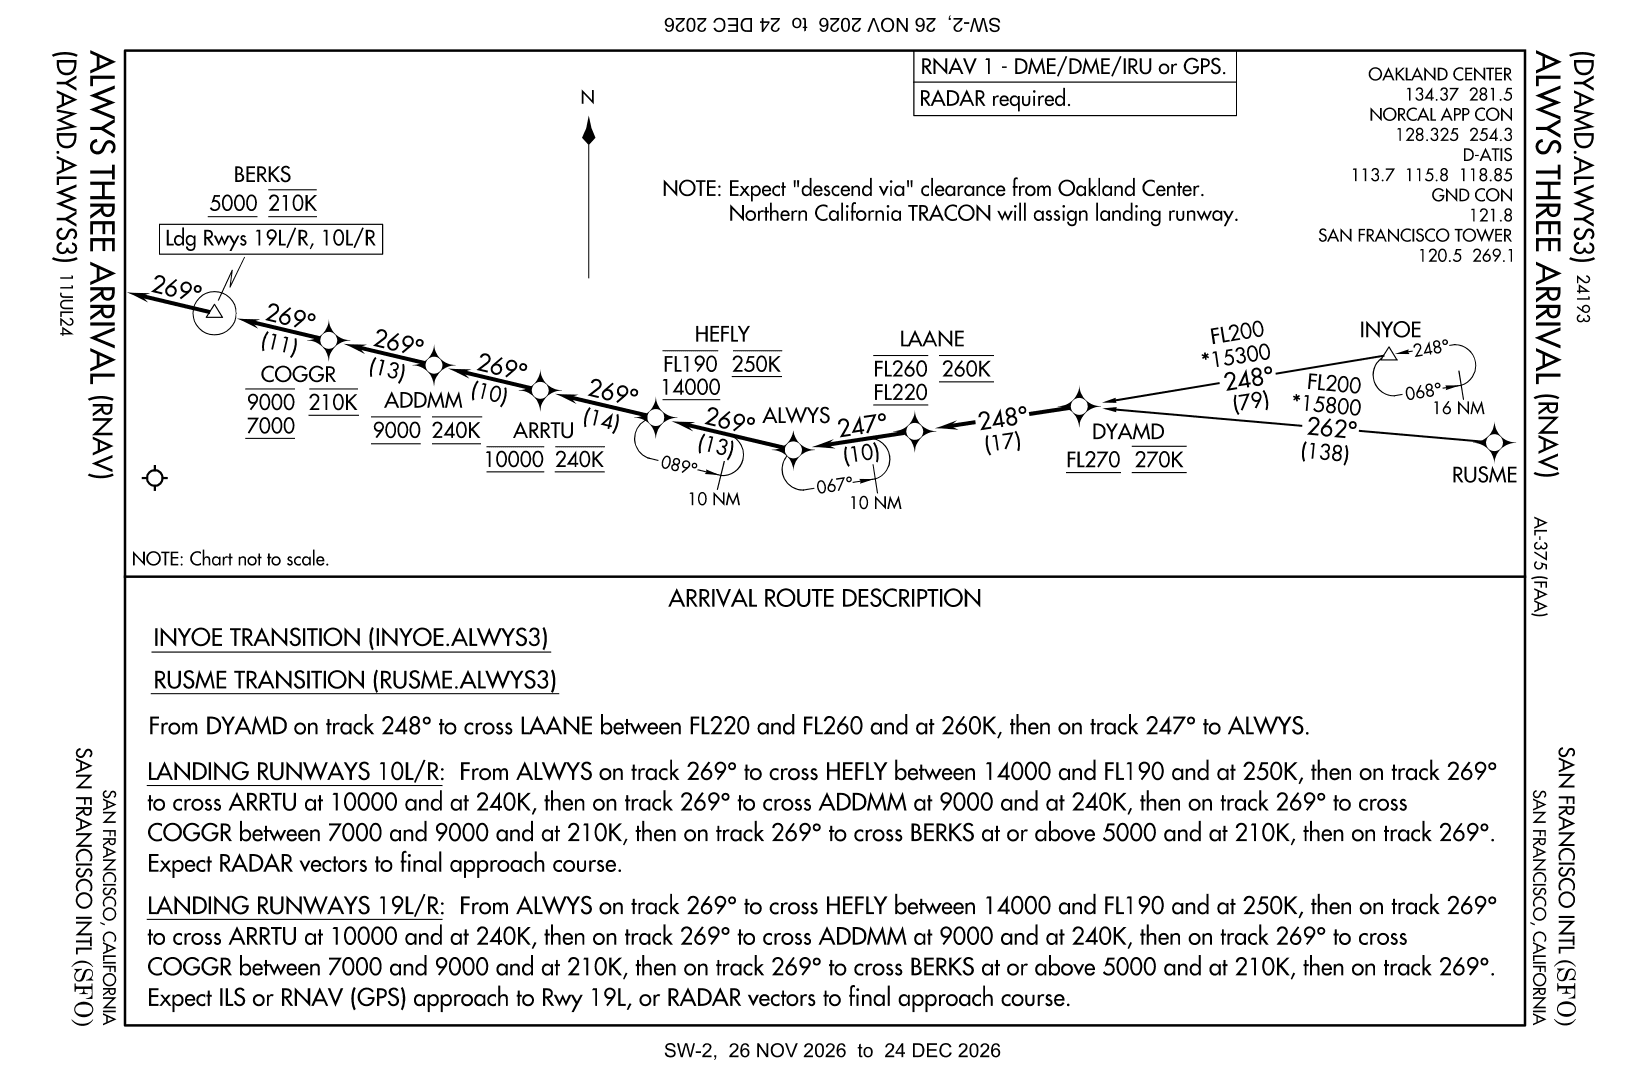 SW-2, 26 NOV 2026 to 24 DEC 2026
(DYAMD.ALWYS3) 11JUL24
ALWYS THREE ARRIVAL (RNAV)
SAN FRANCISCO INTL (SFO)
SAN FRANCISCO, CALIFORNIA
RNAV 1 - DME/DME/IRU or GPS.
RADAR required.
OAKLAND CENTER
134.37 281.5
NORCAL APP CON
128.325 254.3
D-ATIS
113.7 115.8 118.85
GND CON
121.8
SAN FRANCISCO TOWER
120.5 269.1
N
NOTE: Expect "descend via" clearance from Oakland Center.
Northern California TRACON will assign landing runway.
BERKS
5000 210K
Ldg Rwys 19L/R, 10L/R
269°
269°
(11)
COGGR
9000 210K
7000
269°
(13)
ADDMM
9000 240K
269°
(10)
ARRTU
10000 240K
269°
(14)
HEFLY
FL190 250K
14000
089°
10 NM
269°
(13)
ALWYS
067°
10 NM
247°
(10)
LAANE
FL260 260K
FL220
248°
(17)
DYAMD
FL270 270K
FL200
*15300
248°
(79)
INYOE
248°
068°
16 NM
FL200
*15800
262°
(138)
RUSME
NOTE: Chart not to scale.
ARRIVAL ROUTE DESCRIPTION
INYOE TRANSITION (INYOE.ALWYS3)
RUSME TRANSITION (RUSME.ALWYS3)
From DYAMD on track 248° to cross LAANE between FL220 and FL260 and at 260K, then on track 247° to ALWYS.
LANDING RUNWAYS 10L/R: From ALWYS on track 269° to cross HEFLY between 14000 and FL190 and at 250K, then on track 269°
to cross ARRTU at 10000 and at 240K, then on track 269° to cross ADDMM at 9000 and at 240K, then on track 269° to cross
COGGR between 7000 and 9000 and at 210K, then on track 269° to cross BERKS at or above 5000 and at 210K, then on track 269°.
Expect RADAR vectors to final approach course.
LANDING RUNWAYS 19L/R: From ALWYS on track 269° to cross HEFLY between 14000 and FL190 and at 250K, then on track 269°
to cross ARRTU at 10000 and at 240K, then on track 269° to cross ADDMM at 9000 and at 240K, then on track 269° to cross
COGGR between 7000 and 9000 and at 210K, then on track 269° to cross BERKS at or above 5000 and at 210K, then on track 269°.
Expect ILS or RNAV (GPS) approach to Rwy 19L, or RADAR vectors to final approach course.
(DYAMD.ALWYS3) 24193
ALWYS THREE ARRIVAL (RNAV)
AL-375 (FAA)
SAN FRANCISCO INTL (SFO)
SAN FRANCISCO, CALIFORNIA
SW-2, 26 NOV 2026 to 24 DEC 2026